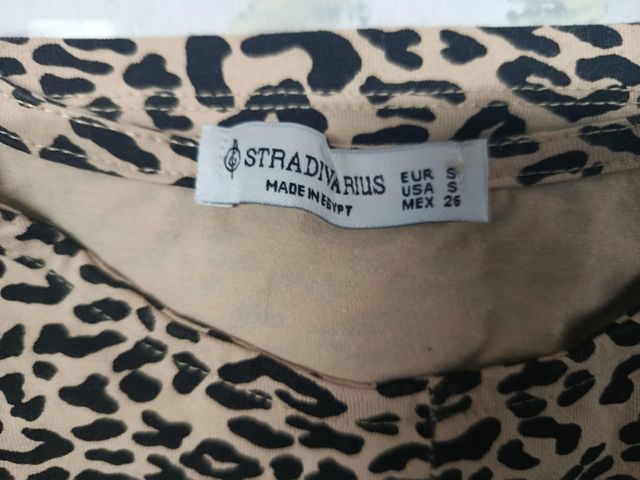 STRADIVARIUS
MADE IN EGYPT
EUR S
USA S
MEX 26